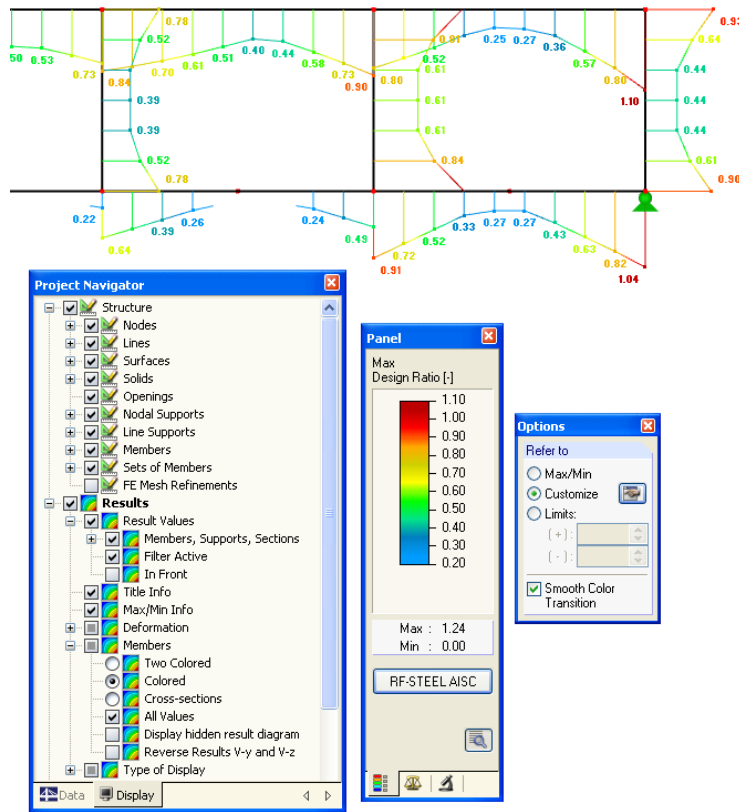 0.78
0.93
0.52
0.40
0.44
0.91
0.25
0.27
0.36
0.64
50
0.53
0.51
0.52
0.73
0.70
0.61
0.58
0.73
0.57
0.84
0.90
0.80
0.61
0.80
0.44
0.39
0.61
1.10
0.39
0.61
0.44
0.44
0.52
0.84
0.61
0.78
0.90
0.22
0.26
0.24
0.33
0.27
0.27
0.64
0.39
0.49
0.52
0.43
0.72
0.63
0.91
0.82
1.04
Project Navigator
Structure
Nodes
Lines
Surfaces
Solids
Openings
Nodal Supports
Line Supports
Members
Sets of Members
FE Mesh Refinements
Results
Result Values
Members, Supports, Sections
Filter Active
In Front
Title Info
Max/Min Info
Deformation
Members
Two Colored
Colored
Cross-sections
All Values
Display hidden result diagram
Reverse Results V-y and V-z
Type of Display
Data Display
Panel
Max
Design Ratio [-]
1.10
1.00
0.90
0.80
0.70
0.60
0.50
0.40
0.30
0.20
Max : 1.24
Min : 0.00
RF-STEEL AISC
Options
Refer to
Max/Min
Customize
Limits:
(+):
(-):
Smooth Color
Transition